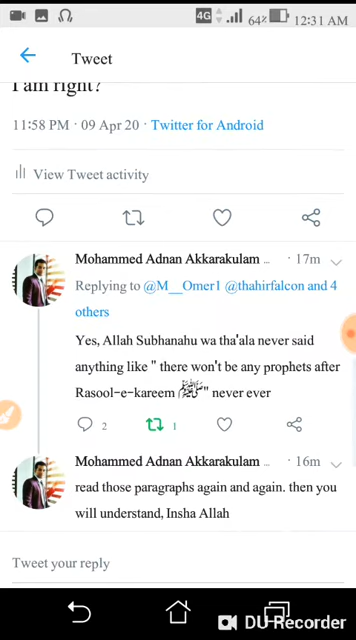 4G 64% 12:31 AM
Tweet
I am right?
11:58 PM · 09 Apr 20 · Twitter for Android
View Tweet activity
Mohammed Adnan Akkarakulam ... · 17m
Replying to @M__Omer1 @thahirfalcon and 4
others
Yes, Allah Subhanahu wa tha'ala never said
anything like " there won't be any prophets after
Rasool-e-kareem ﷺ" never ever
2 1
Mohammed Adnan Akkarakulam ... · 16m
read those paragraphs again and again. then you
will understand, Insha Allah
Tweet your reply
DU Recorder